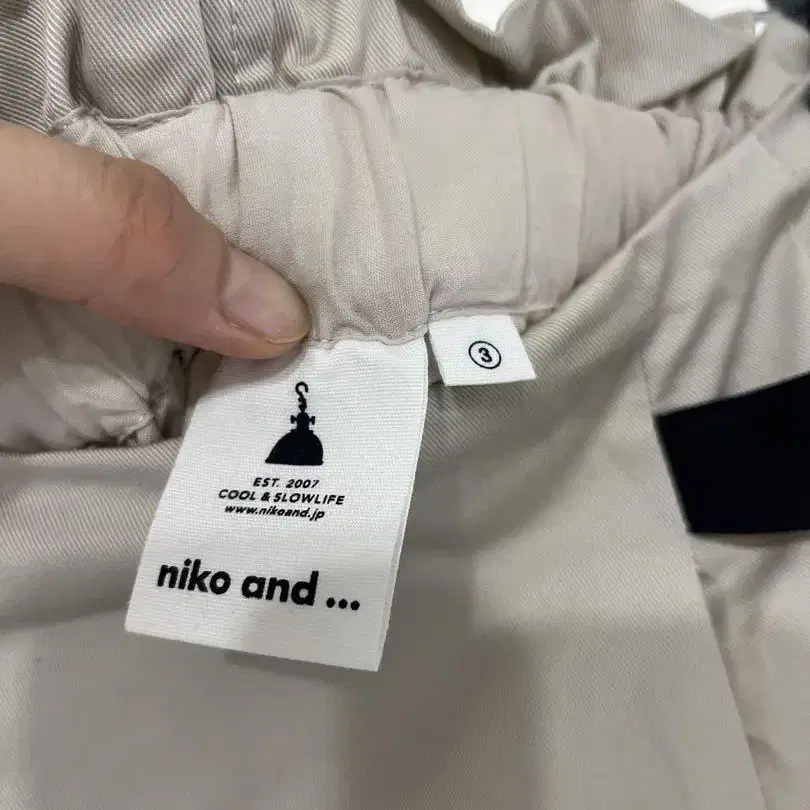 ③
EST. 2007
COOL & SLOWLIFE
www.nikoand.jp
niko and ...